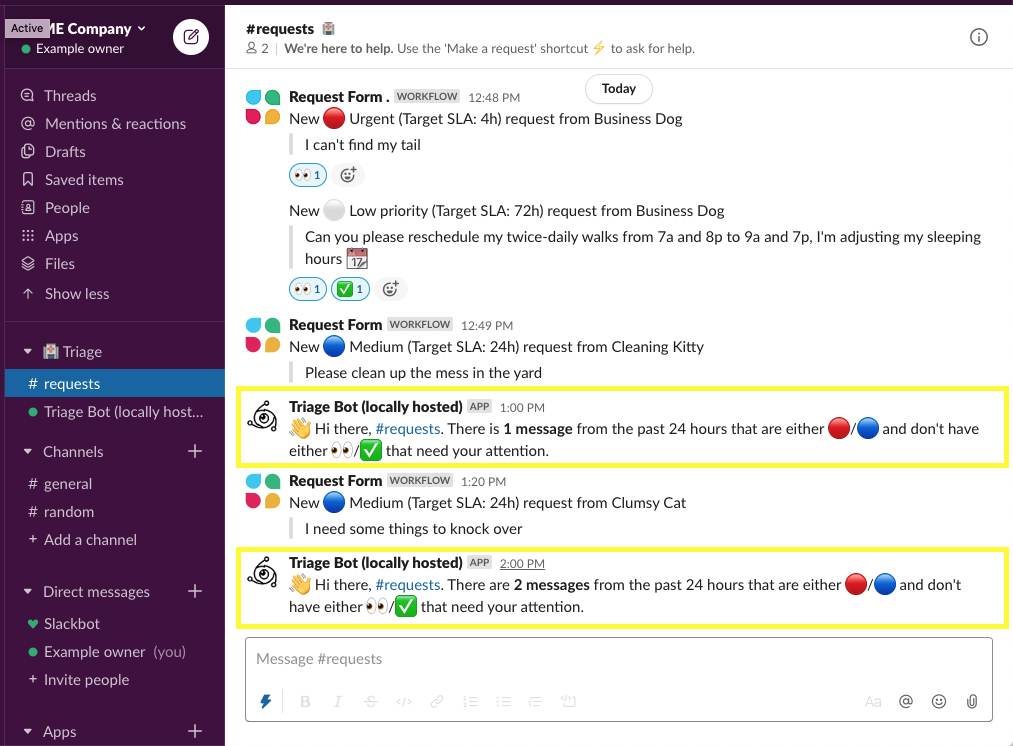 Active
ME Company
Example owner
Threads
Mentions & reactions
Drafts
Saved items
People
Apps
Files
Show less
Triage
# requests
Triage Bot (locally host...
Channels
# general
# random
+ Add a channel
Direct messages
Slackbot
Example owner (you)
+ Invite people
Apps
#requests
2 | We're here to help. Use the 'Make a request' shortcut ⚡ to ask for help.
Today
Request Form . WORKFLOW 12:48 PM
New 🔴 Urgent (Target SLA: 4h) request from Business Dog
I can't find my tail
👀 1
New ⚪ Low priority (Target SLA: 72h) request from Business Dog
Can you please reschedule my twice-daily walks from 7a and 8p to 9a and 7p, I'm adjusting my sleeping
hours 📆
👀 1 ✅ 1
Request Form WORKFLOW 12:49 PM
New 🔵 Medium (Target SLA: 24h) request from Cleaning Kitty
Please clean up the mess in the yard
Triage Bot (locally hosted) APP 1:00 PM
👋 Hi there, #requests. There is 1 message from the past 24 hours that are either 🔴/🔵 and don't have
either 👀/✅ that need your attention.
Request Form WORKFLOW 1:20 PM
New 🔵 Medium (Target SLA: 24h) request from Clumsy Cat
I need some things to knock over
Triage Bot (locally hosted) APP 2:00 PM
👋 Hi there, #requests. There are 2 messages from the past 24 hours that are either 🔴/🔵 and don't
have either 👀/✅ that need your attention.
Message #requests
B I S </> Aa @